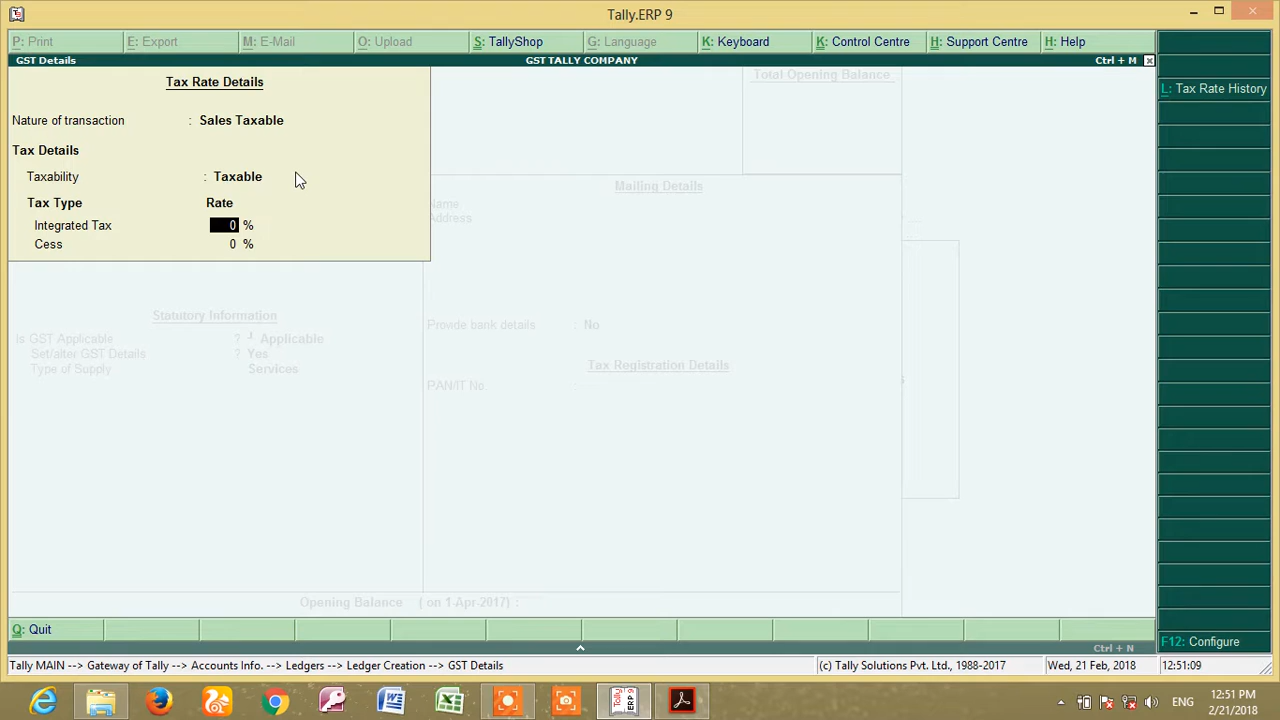 Tally.ERP 9
P: Print
E: Export
M: E-Mail
O: Upload
S: TallyShop
G: Language
K: Keyboard
K: Control Centre
H: Support Centre
H: Help
GST Details
GST TALLY COMPANY
Ctrl + M
Tax Rate Details
Total Opening Balance
L: Tax Rate History
Nature of transaction : Sales Taxable
Tax Details
Taxability : Taxable
Mailing Details
Tax Type Rate
Name
Address
Integrated Tax 0 %
Cess 0 %
Statutory Information
Provide bank details : No
Is GST Applicable ? Applicable
Set/alter GST Details ? Yes
Type of Supply Services
Tax Registration Details
PAN/IT No :
Opening Balance ( on 1-Apr-2017) :
Q: Quit
F12: Configure
Ctrl + N
Tally MAIN --> Gateway of Tally --> Accounts Info. --> Ledgers --> Ledger Creation --> GST Details
(c) Tally Solutions Pvt. Ltd., 1988-2017
Wed, 21 Feb, 2018
12:51:09
ENG
12:51 PM
2/21/2018